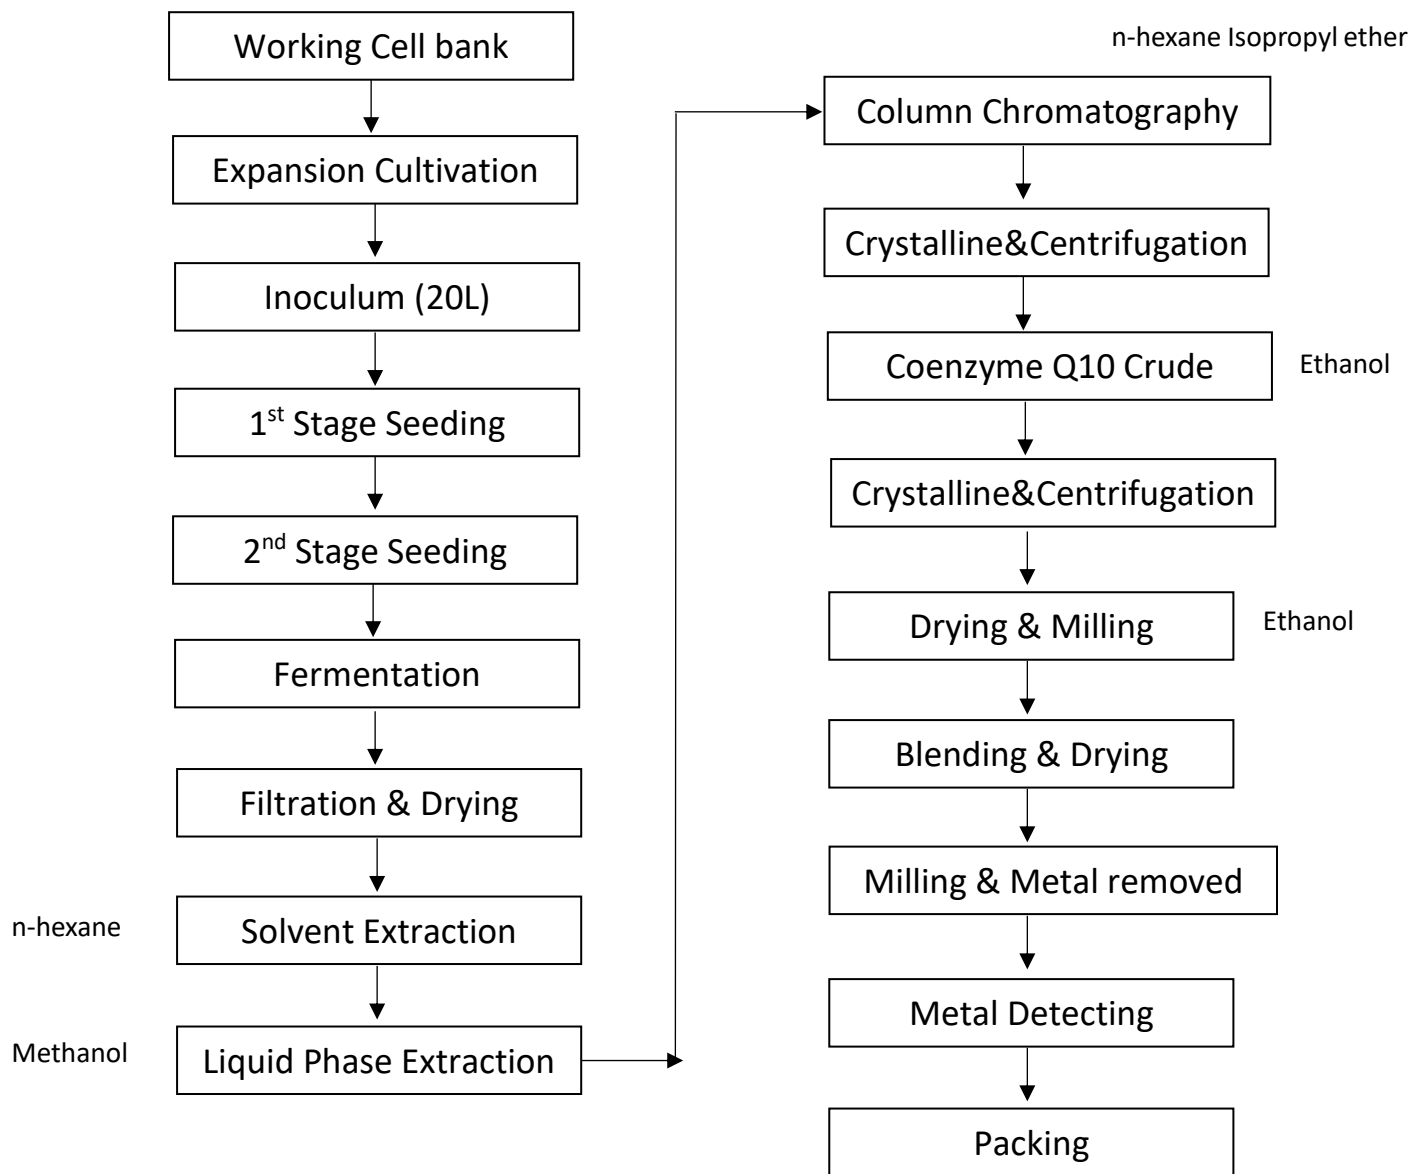 Working Cell bank
Expansion Cultivation
Inoculum (20L)
1st Stage Seeding
2nd Stage Seeding
Fermentation
Filtration & Drying
n-hexane
Solvent Extraction
Methanol
Liquid Phase Extraction
n-hexane Isopropyl ether
Column Chromatography
Crystalline&Centrifugation
Coenzyme Q10 Crude
Ethanol
Crystalline&Centrifugation
Drying & Milling
Ethanol
Blending & Drying
Milling & Metal removed
Metal Detecting
Packing